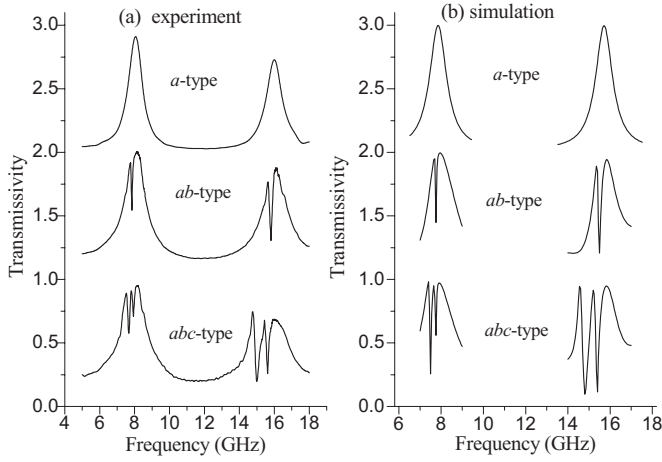 (a) experiment
(b) simulation
Transmissivity
Transmissivity
Transmissivity
Transmissivity
3.0
2.5
2.0
1.5
1.0
0.5
0.0
3.0
2.5
2.0
1.5
1.0
0.5
0.0
a-type
ab-type
abc-type
a-type
ab-type
abc-type
4 6 8 10 12 14 16 18
6 8 10 12 14 16 18
Frequency (GHz)
Frequency (GHz)